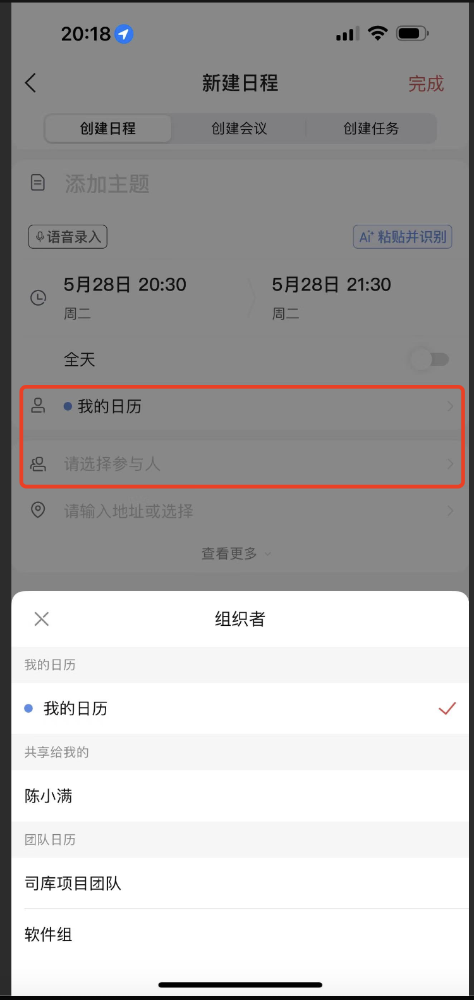 20:18
新建日程
完成
创建日程 创建会议 创建任务
添加主题
语音录入
Ai+ 粘贴并识别
5月28日 20:30 5月28日 21:30
周二 周二
全天
我的日历
请选择参与人
请输入地址或选择
查看更多
组织者
我的日历
我的日历
共享给我的
陈小满
团队日历
司库项目团队
软件组